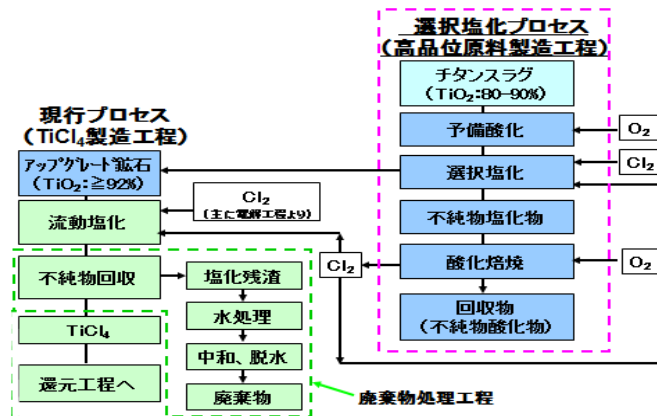 選択塩化プロセス
(高品位原料製造工程)
チタンスラグ
(TiO₂:80-90%)
予備酸化
O₂
Cl₂
選択塩化
不純物塩化物
酸化焙焼
O₂
回収物
(不純物酸化物)
現行プロセス
(TiCl₄製造工程)
アップグレード鉱石
(TiO₂:≧92%)
Cl₂
(主に電解工程より)
流動塩化
Cl₂
不純物回収
塩化残渣
水処理
TiCl₄
中和、脱水
還元工程へ
廃棄物
廃棄物処理工程